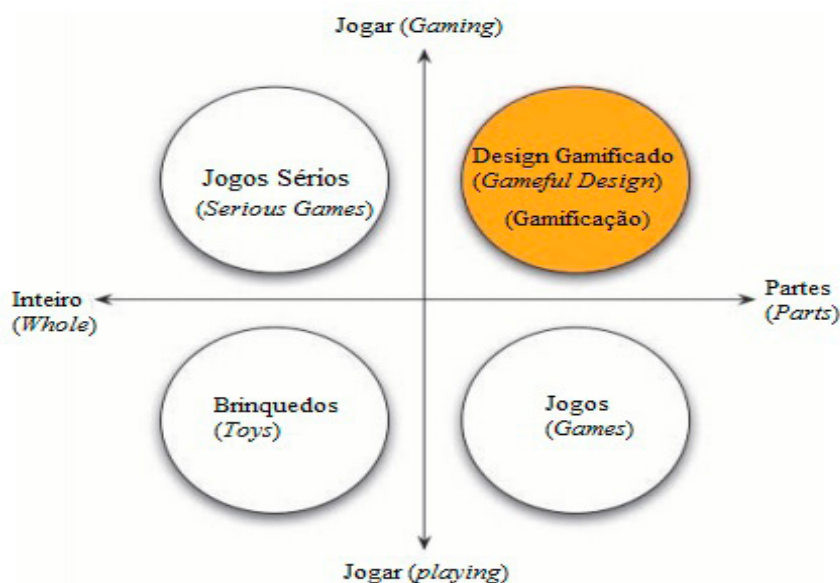 Jogar (Gaming)
Jogos Sérios
(Serious Games)
Design Gamificado
(Gameful Design)
(Gamificação)
Inteiro
(Whole)
Partes
(Parts)
Brinquedos
(Toys)
Jogos
(Games)
Jogar (playing)